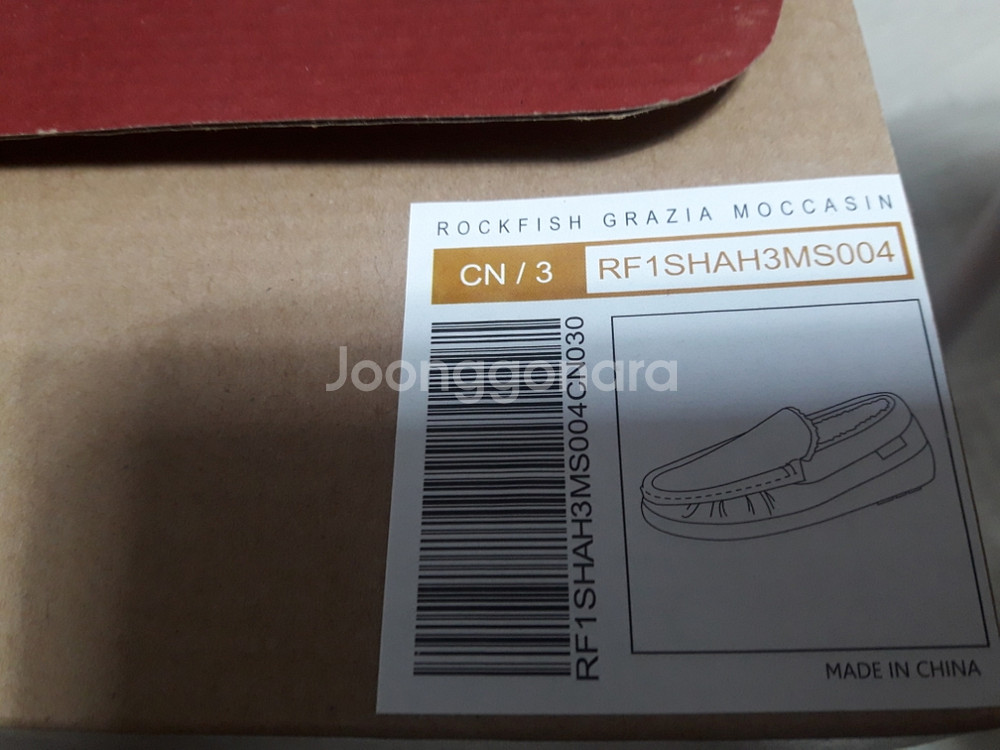 ROCKFISH GRAZIA MOCCASIN
CN / 3
RF1SHAH3MS004
RF1SHAH3MS004CN030
Joonggonara
MADE IN CHINA